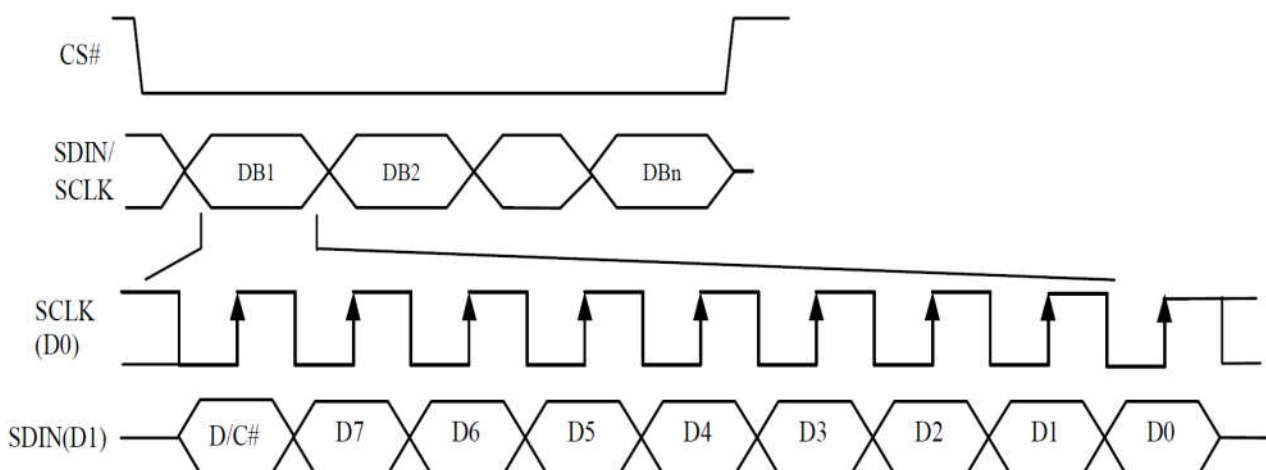 CS#
SDIN/
SCLK
DB1 DB2 DBn
SCLK
(D0)
SDIN(D1) D/C# D7 D6 D5 D4 D3 D2 D1 D0